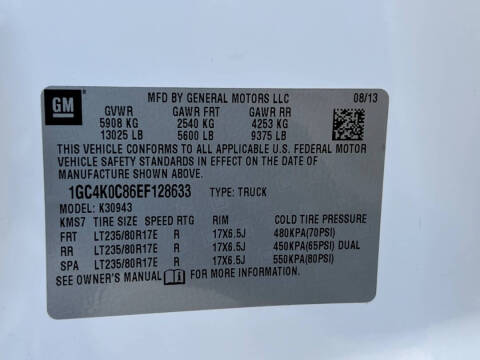 GM
MFD BY GENERAL MOTORS LLC 08/13
GVWR GAWR FRT GAWR RR
5908 KG 2540 KG 4253 KG
13025 LB 5600 LB 9375 LB
THIS VEHICLE CONFORMS TO ALL APPLICABLE U.S. FEDERAL MOTOR
VEHICLE SAFETY STANDARDS IN EFFECT ON THE DATE OF
MANUFACTURE SHOWN ABOVE.
1GC4K0C86EF128633 TYPE: TRUCK
MODEL: K30943
KMS7 TIRE SIZE SPEED RTG RIM COLD TIRE PRESSURE
FRT LT235/80R17E R 17X6.5J 480KPA(70PSI)
RR LT235/80R17E R 17X6.5J 450KPA(65PSI) DUAL
SPA LT235/80R17E R 17X6.5J 550KPA(80PSI)
SEE OWNER'S MANUAL FOR MORE INFORMATION.